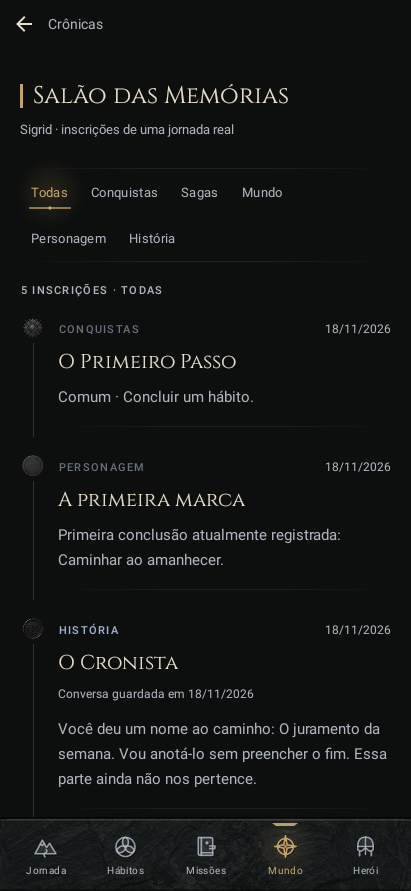 Crônicas
Salão das Memórias
Sigrid · inscrições de uma jornada real
Todas Conquistas Sagas Mundo
Personagem História
5 INSCRIÇÕES · TODAS
CONQUISTAS 18/11/2026
O Primeiro Passo
Comum · Concluir um hábito.
PERSONAGEM 18/11/2026
A primeira marca
Primeira conclusão atualmente registrada:
Caminhar ao amanhecer.
HISTÓRIA 18/11/2026
O Cronista
Conversa guardada em 18/11/2026
Você deu um nome ao caminho: O juramento da
semana. Vou anotá-lo sem preencher o fim. Essa
parte ainda não nos pertence.
Jornada Hábitos Missões Mundo Herói